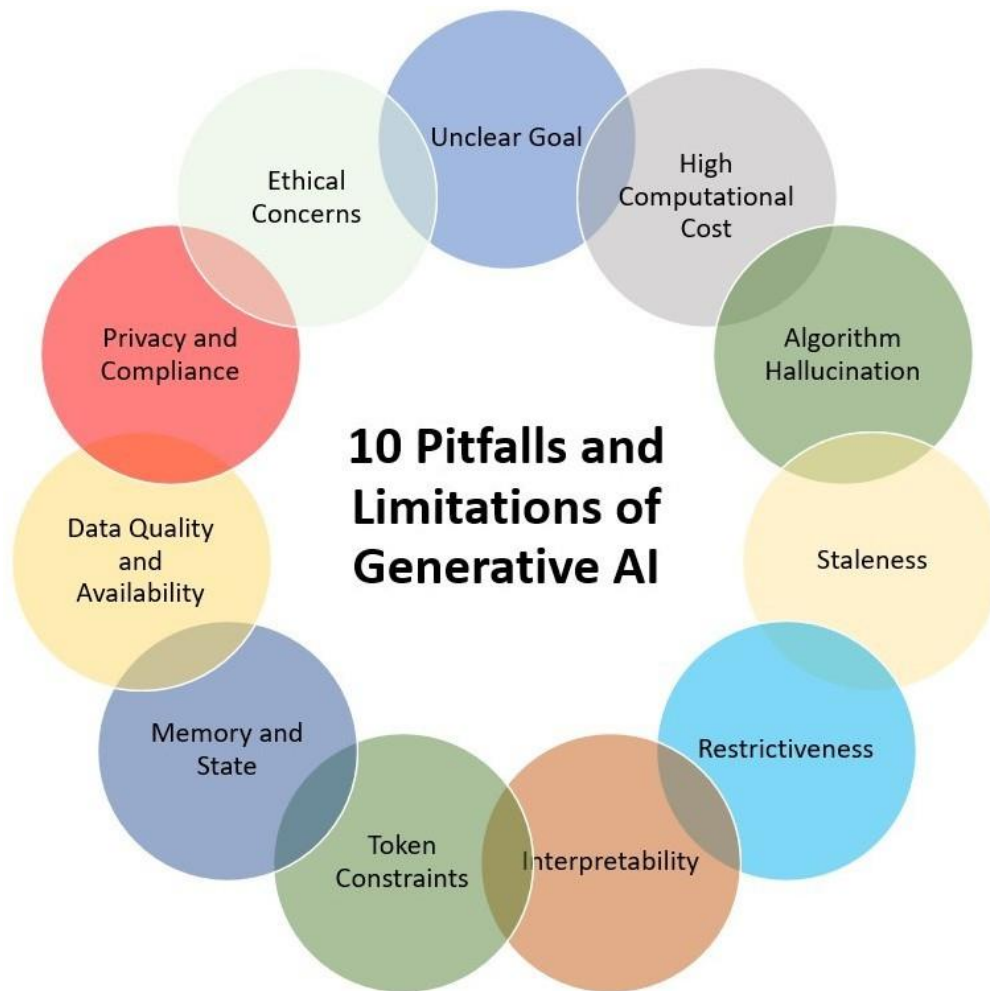 Unclear Goal
High
Computational
Cost
Algorithm
Hallucination
Staleness
Restrictiveness
Interpretability
Token
Constraints
Memory and
State
Data Quality
and
Availability
Privacy and
Compliance
Ethical
Concerns
10 Pitfalls and
Limitations of
Generative AI